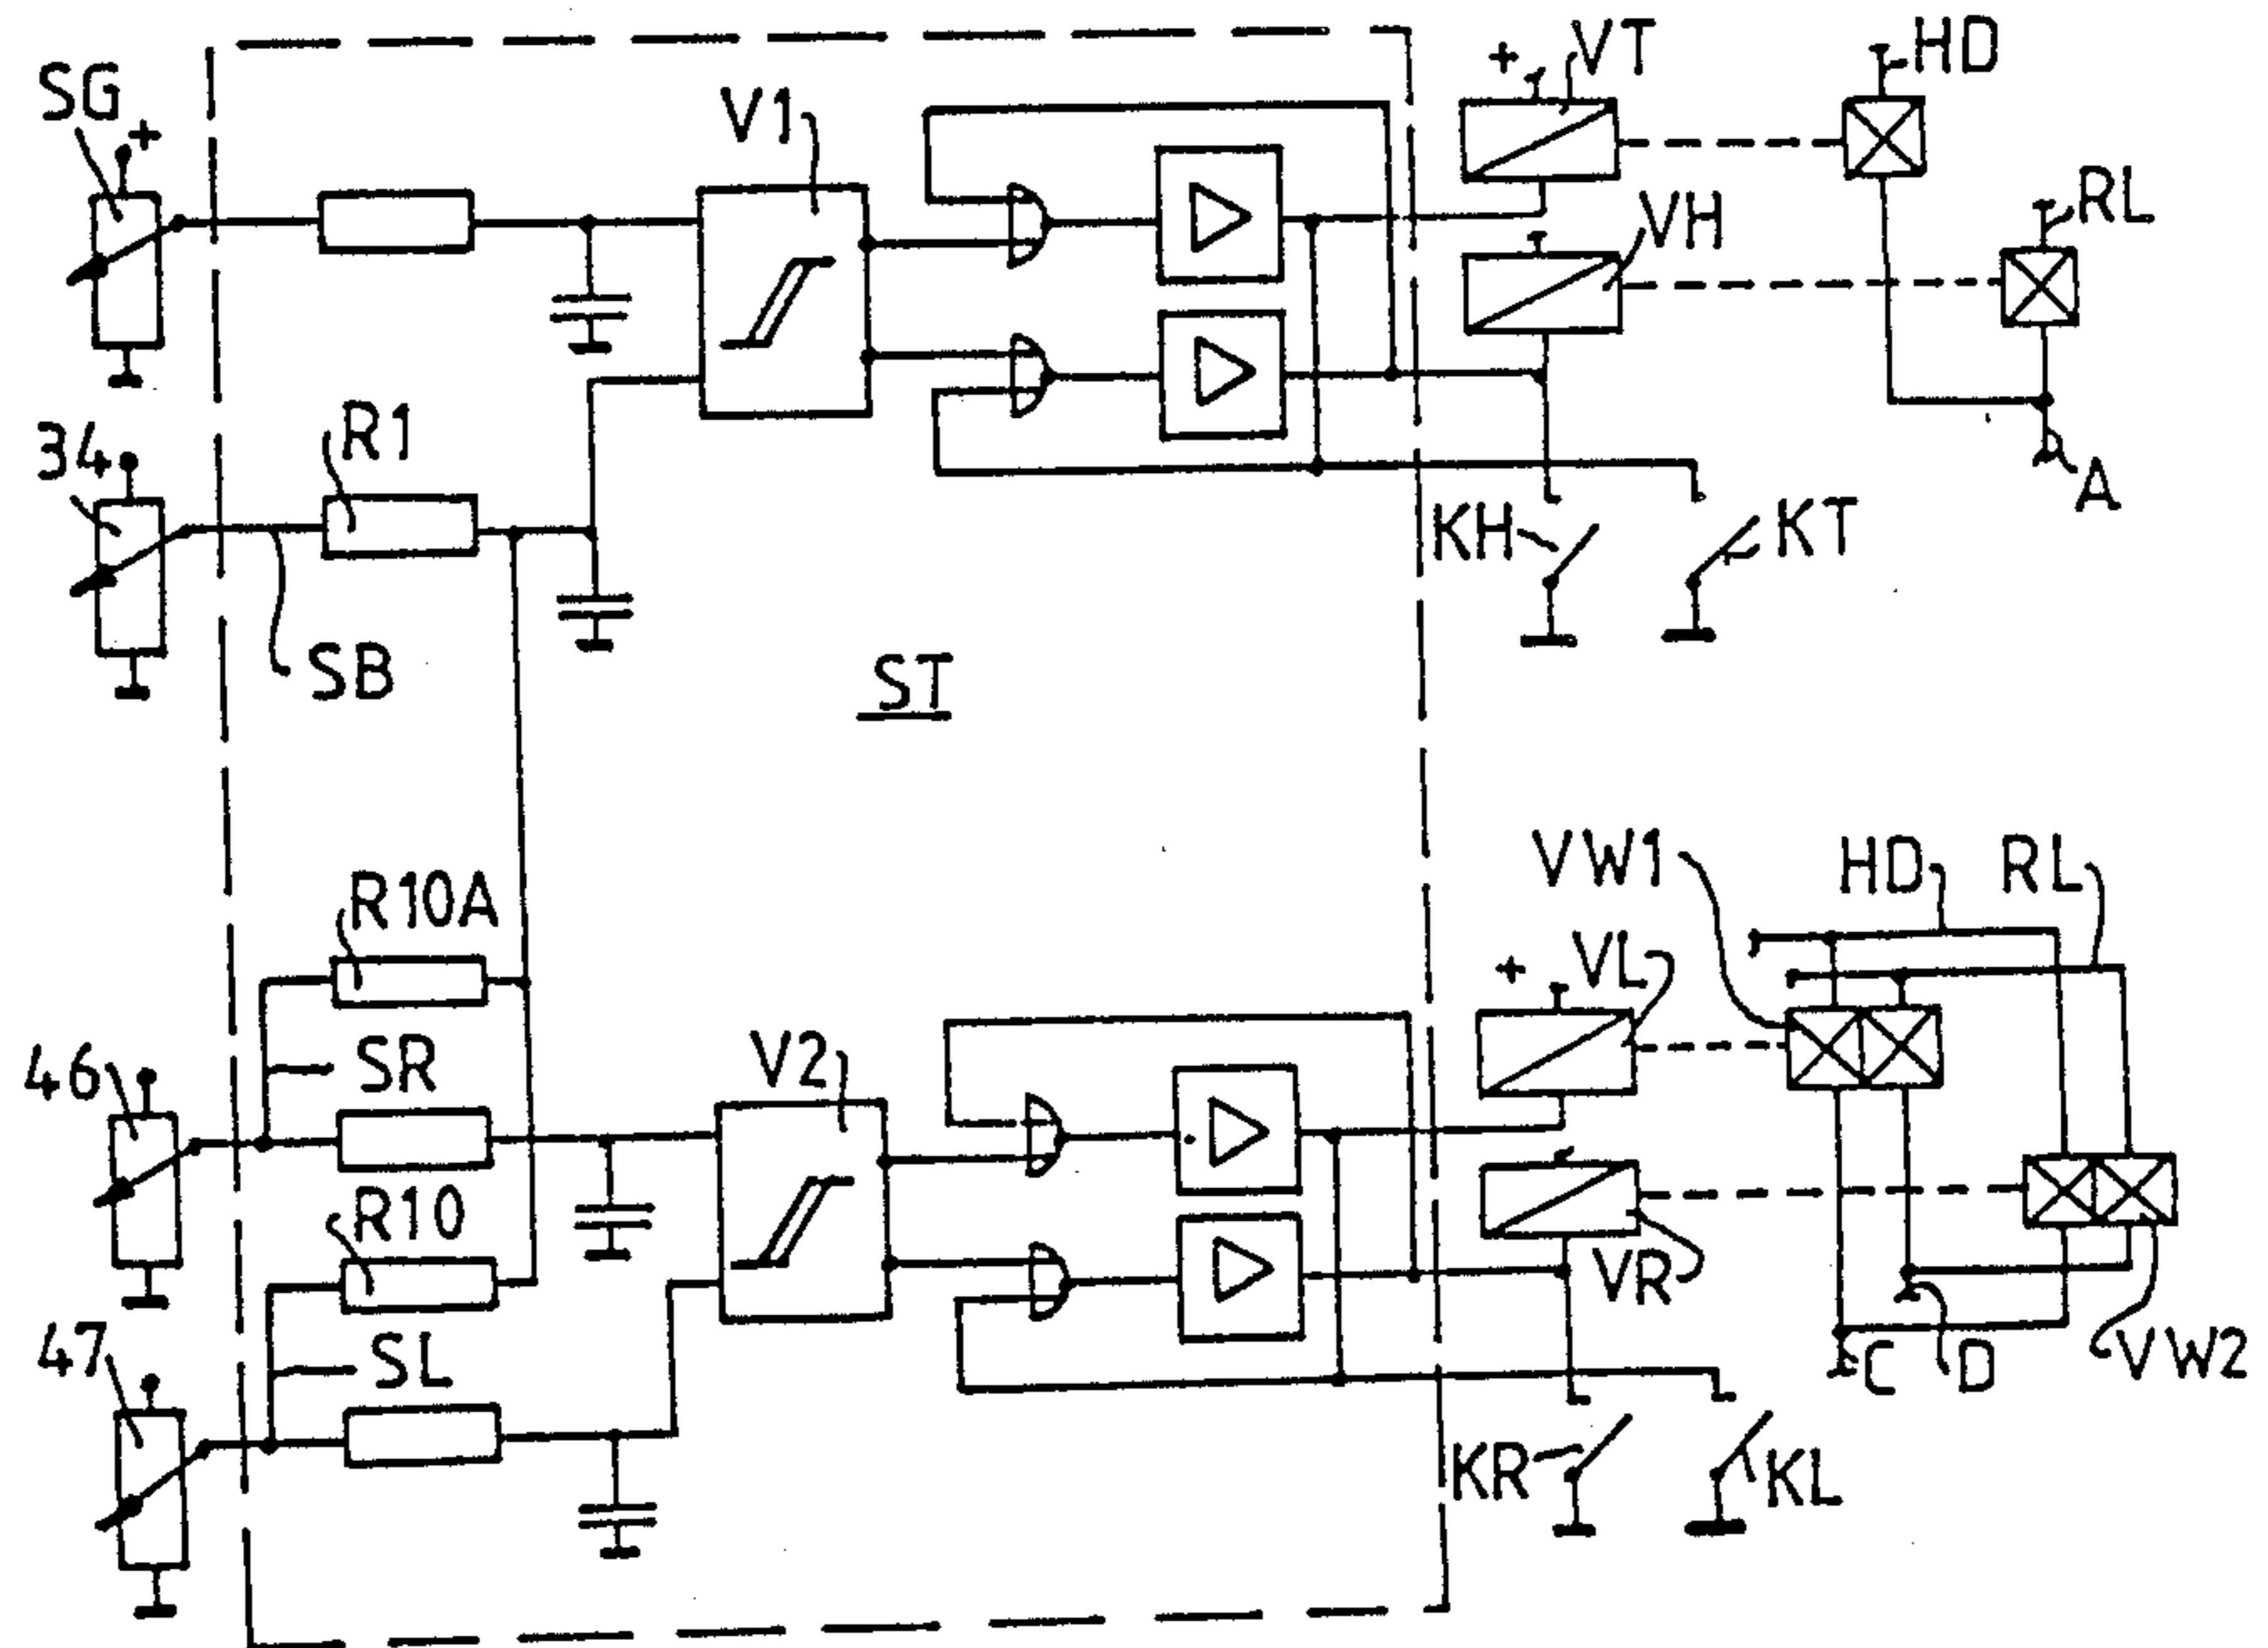 SG
+
V1
+
VT
HD
VH
RL
34
R1
A
KH
KT
SB
ST
R10A
VW1
HD
RL
+
VL
46
SR
V2
R10
VR
47
SL
C
D
VW2
KR
KL